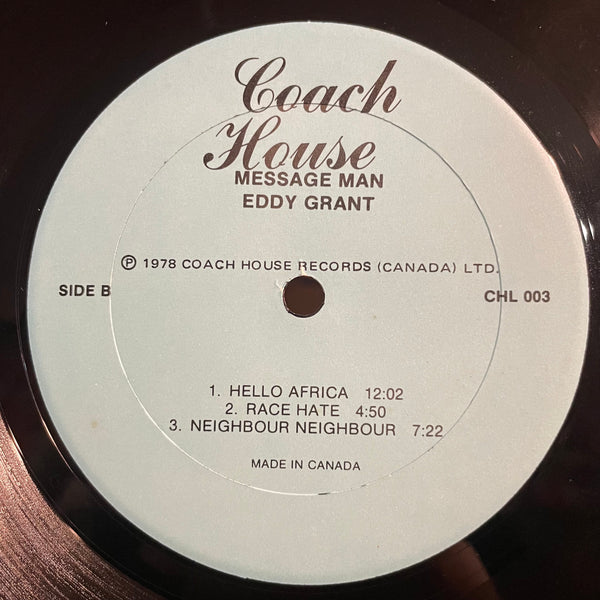 Coach
House
MESSAGE MAN
EDDY GRANT
℗ 1978 COACH HOUSE RECORDS (CANADA) LTD.
SIDE B
CHL 003
1. HELLO AFRICA 12:02
2. RACE HATE 4:50
3. NEIGHBOUR NEIGHBOUR 7:22
MADE IN CANADA